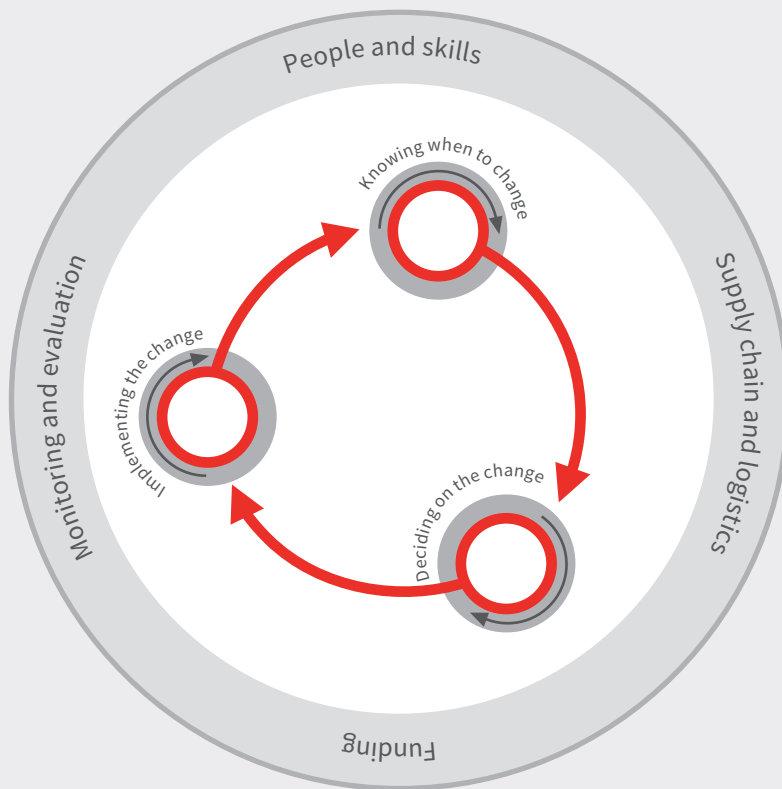 People and skills
Knowing when to change
Supply chain and logistics
Deciding on the change
Funding
Implementing the change
Monitoring and evaluation